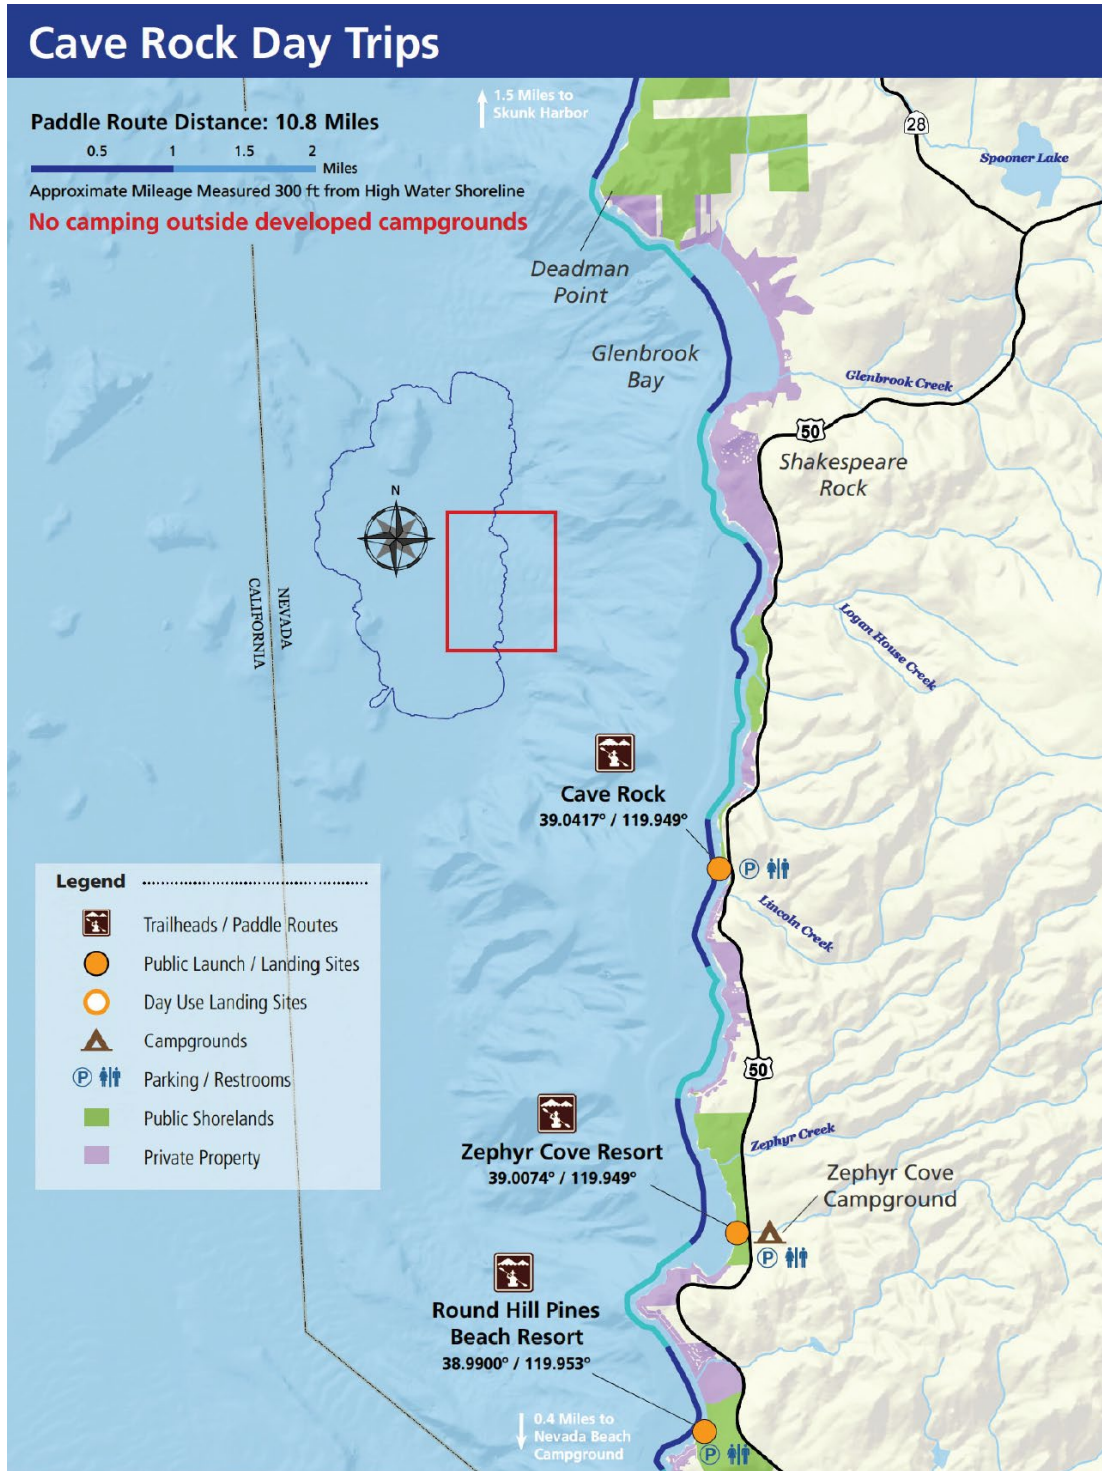 Cave Rock Day Trips
1.5 Miles to
Skunk Harbor
Paddle Route Distance: 10.8 Miles
0.5 1 1.5 2
Miles
Approximate Mileage Measured 300 ft from High Water Shoreline
No camping outside developed campgrounds
28
Spooner Lake
Deadman
Point
Glenbrook
Bay
Glenbrook Creek
50
Shakespeare
Rock
N
NEVADA
CALIFORNIA
Logan House Creek
Cave Rock
39.0417° / 119.949°
P
Lincoln Creek
Legend
Trailheads / Paddle Routes
Public Launch / Landing Sites
Day Use Landing Sites
Campgrounds
P Parking / Restrooms
Public Shorelands
Private Property
50
Zephyr Creek
Zephyr Cove Resort
39.0074° / 119.949°
Zephyr Cove
Campground
P
Round Hill Pines
Beach Resort
38.9900° / 119.953°
0.4 Miles to
Nevada Beach
Campground
P